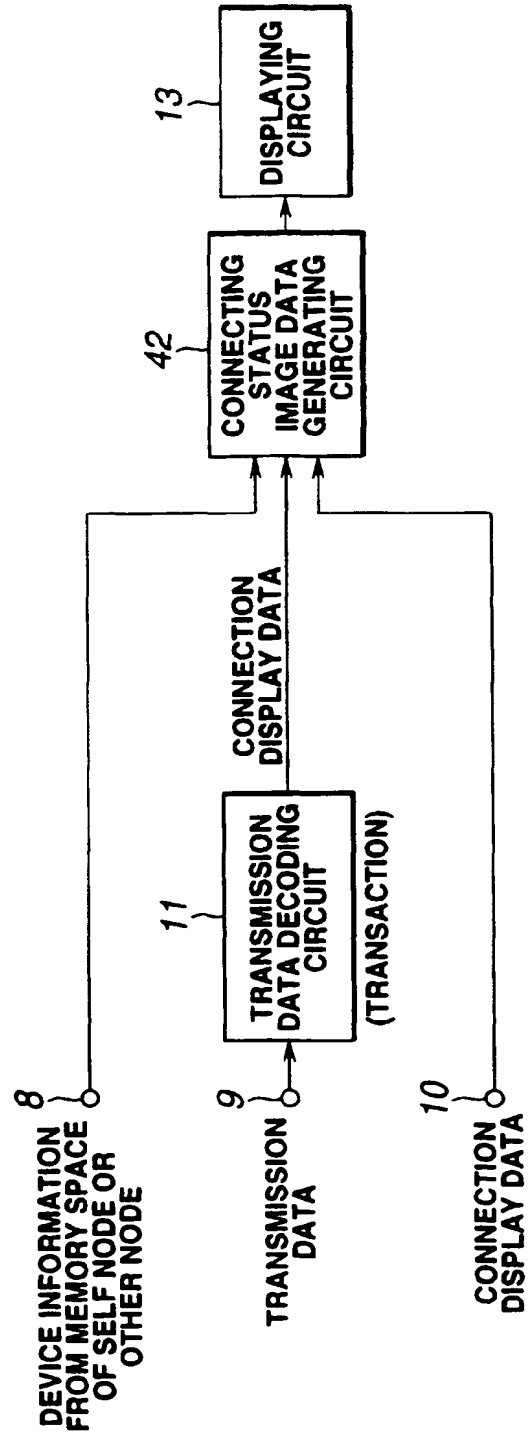 8
DEVICE INFORMATION
FROM MEMORY SPACE
OF SELF NODE OR
OTHER NODE
9
TRANSMISSION
DATA
10
CONNECTION
DISPLAY DATA
11
TRANSMISSION
DATA DECODING
CIRCUIT
(TRANSACTION)
CONNECTION
DISPLAY DATA
42
CONNECTING
STATUS
IMAGE DATA
GENERATING
CIRCUIT
13
DISPLAYING
CIRCUIT